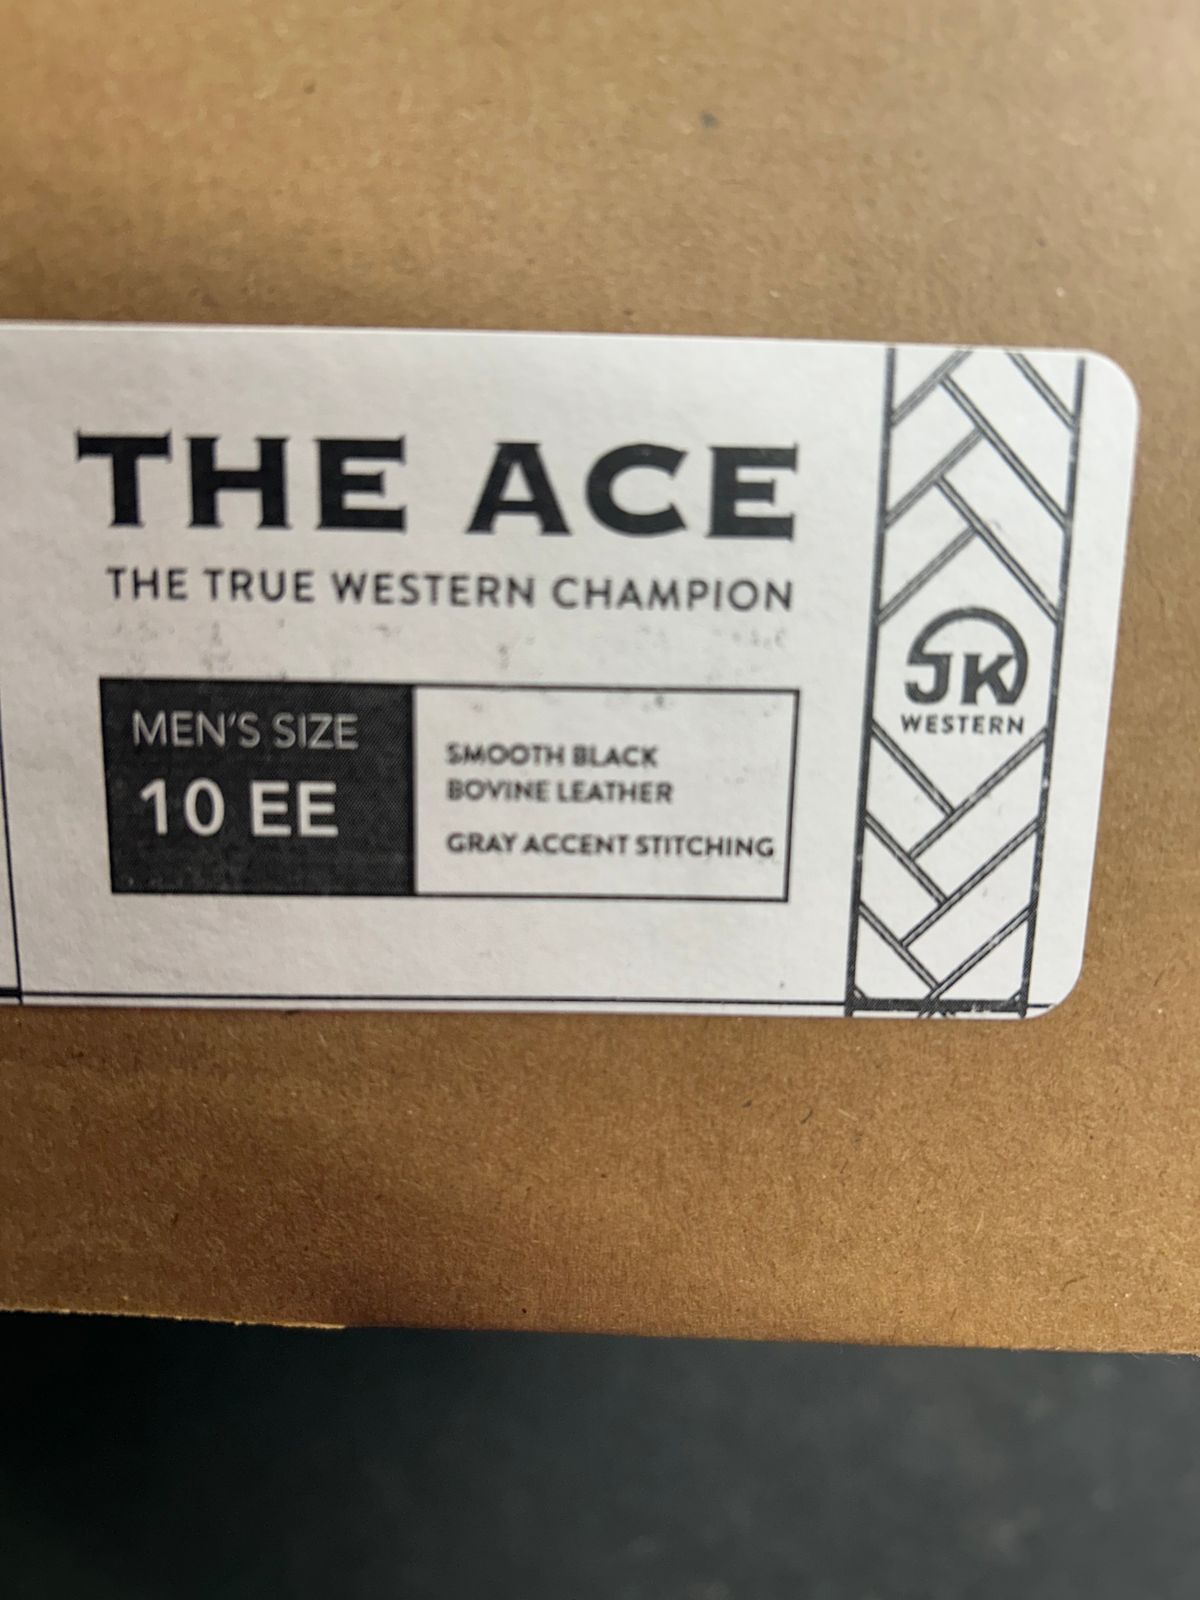 THE ACE
THE TRUE WESTERN CHAMPION
MEN'S SIZE
10 EE
SMOOTH BLACK
BOVINE LEATHER
GRAY ACCENT STITCHING
JK
WESTERN